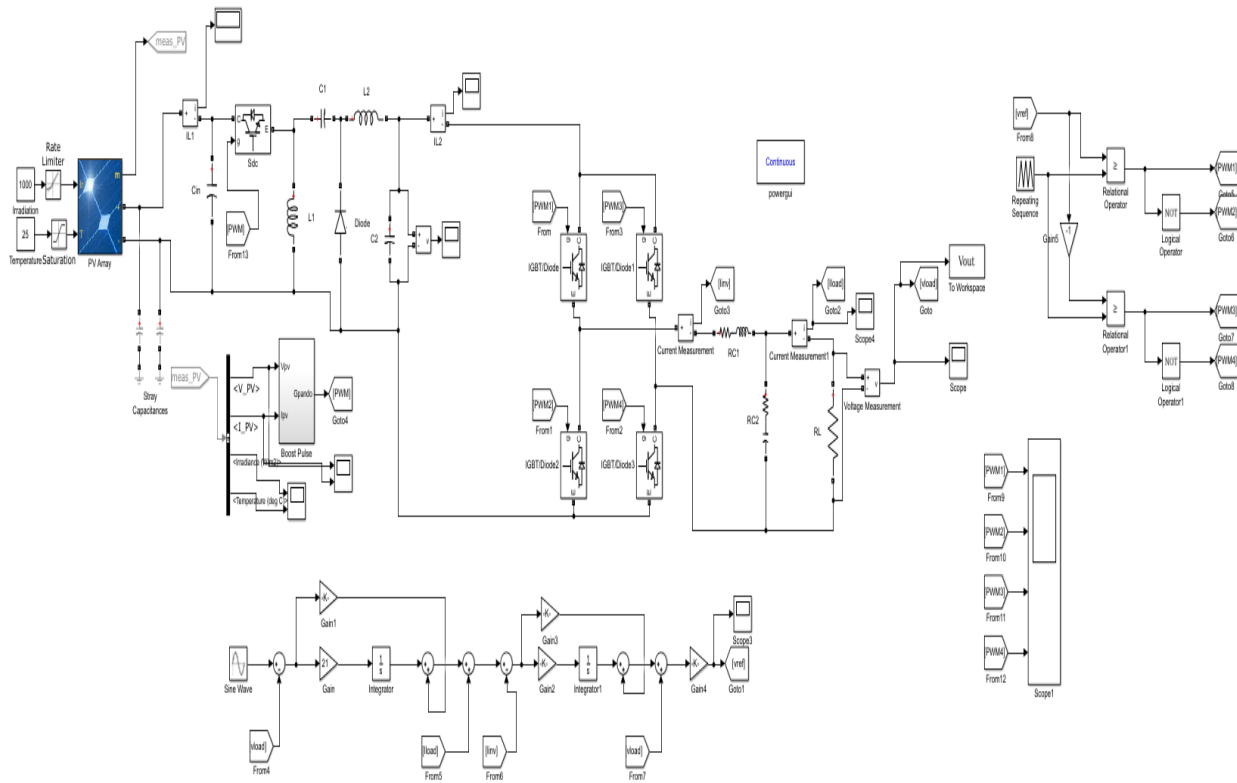 meas_PV
Rate
Limiter
1000
Irradiation
25
Temperature
Saturation
m
PV Array
IL1
+
-
i
Cin
C
g
E
Sdc
[PWM]
From13
C1
L2
L1
Diode
C2
+
-
v
IL2
+
-
i
Stray
Capacitances
meas_PV
<V_PV>
<I_PV>
<Temperature (deg C)>
Vpv
Ipv
Gpando
Boost Pulse
[PWM]
Goto4
[PWM1]
From
IGBT/Diode
[PWM3]
From3
IGBT/Diode1
[PWM2]
From1
IGBT/Diode2
[PWM4]
From2
IGBT/Diode3
Continuous
powergui
[Iinv]
Goto3
Current Measurement
RC1
[Iload]
Goto2
Scope4
Current Measurement1
RC2
RL
Voltage Measurement
Vout
To Workspace
[vload]
Goto
Scope
[vref]
From8
Repeating
Sequence
-1
Gain5
≥
Relational
Operator
NOT
Logical
Operator
[PWM1]
Goto5
[PWM2]
Goto6
≥
Relational
Operator1
NOT
Logical
Operator1
[PWM3]
Goto7
[PWM4]
Goto8
[PWM1]
From9
[PWM2]
From10
[PWM3]
From11
[PWM4]
From12
Scope1
Sine Wave
-K-
Gain1
21
Gain
1
s
Integrator
-K-
Gain3
-K-
Gain2
1
s
Integrator1
-K-
Gain4
Scope3
[vref]
Goto1
[vload]
From4
[Iload]
From5
[Iinv]
From6
[vload]
From7